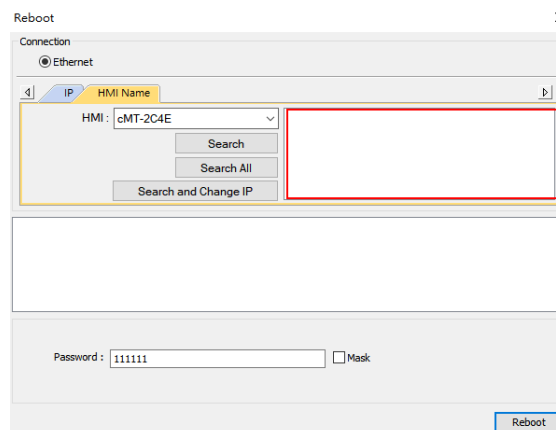 Reboot
Connection
Ethernet
IP HMI Name
HMI : cMT-2C4E
Search
Search All
Search and Change IP
Password : 111111 Mask
Reboot